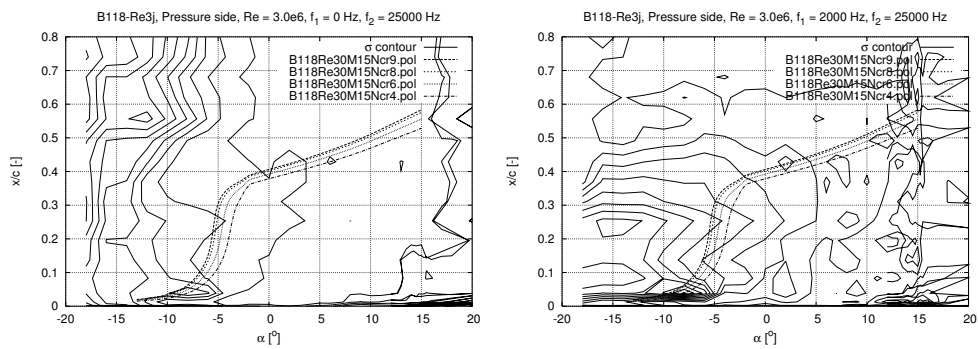 B118-Re3j, Pressure side, Re = 3.0e6, f₁ = 0 Hz, f₂ = 25000 Hz
σ contour
B118Re30M15Ncr9.pol
B118Re30M15Ncr8.pol
B118Re30M15Ncr6.pol
B118Re30M15Ncr4.pol
x/c [-]
0.8
0.7
0.6
0.5
0.4
0.3
0.2
0.1
0
-20
-15
-10
-5
0
5
10
15
20
α [°]
B118-Re3j, Pressure side, Re = 3.0e6, f₁ = 2000 Hz, f₂ = 25000 Hz
σ contour
B118Re30M15Ncr9.pol
B118Re30M15Ncr8.pol
B118Re30M15Ncr6.pol
B118Re30M15Ncr4.pol
x/c [-]
0.8
0.7
0.6
0.5
0.4
0.3
0.2
0.1
0
-20
-15
-10
-5
0
5
10
15
20
α [°]